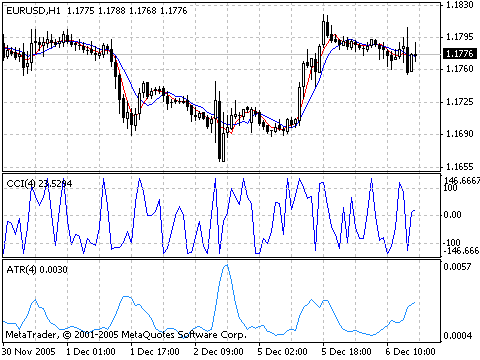 EURUSD,H1 1.1775 1.1788 1.1768 1.1776
1.1830
1.1795
1.1776
1.1760
1.1725
1.1690
1.1655
CCI(4) 23.5294
146.6667
100
0.00
-100
-146.666
ATR(4) 0.0030
0.0057
0.0004
MetaTrader, © 2001-2005 MetaQuotes Software Corp.
30 Nov 2005 1 Dec 01:00 1 Dec 17:00 2 Dec 09:00 5 Dec 02:00 5 Dec 18:00 6 Dec 10:00